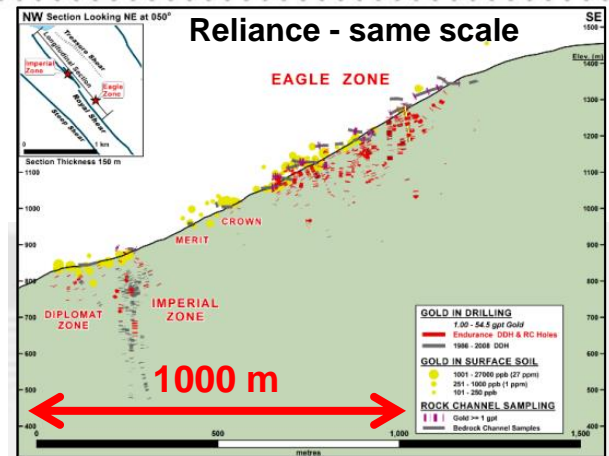 Reliance - same scale
NW Section Looking NE at 050°
SE
Treasure Shear
Longitudinal Section
Imperial Zone
Eagle Zone
Royal Shear
Steep Shear
0 1 km
Section Thickness 150 m
Elev. (m)
1400
1300
1200
1100
1000
900
800
700
600
500
EAGLE ZONE
CROWN
MERIT
DIPLOMAT ZONE
IMPERIAL ZONE
1100
1000
900
800
700
600
500
1000 m
GOLD IN DRILLING
1.00 - 54.5 gpt Gold
Endurance DDH & RC Holes
1986 - 2008 DDH
GOLD IN SURFACE SOIL
1001 - 27000 ppb (27 ppm)
251 - 1000 ppb (1 ppm)
101 - 250 ppb
ROCK CHANNEL SAMPLING
Gold >= 1 gpt
Bedrock Channel Samples
0 500 1,000
metres